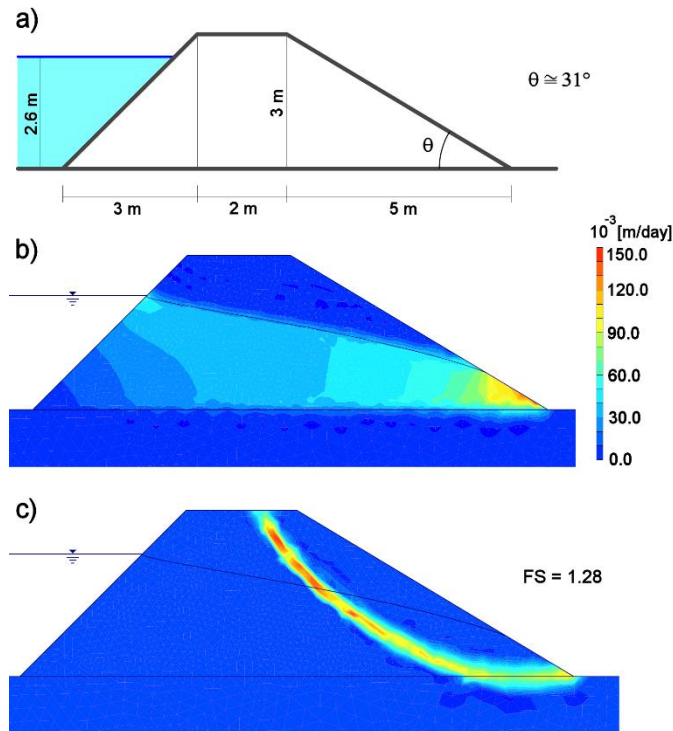 a)
θ ≅ 31°
2.6 m
3 m
θ
3 m
2 m
5 m
b)
10⁻³ [m/day]
150.0
120.0
90.0
60.0
30.0
0.0
c)
FS = 1.28